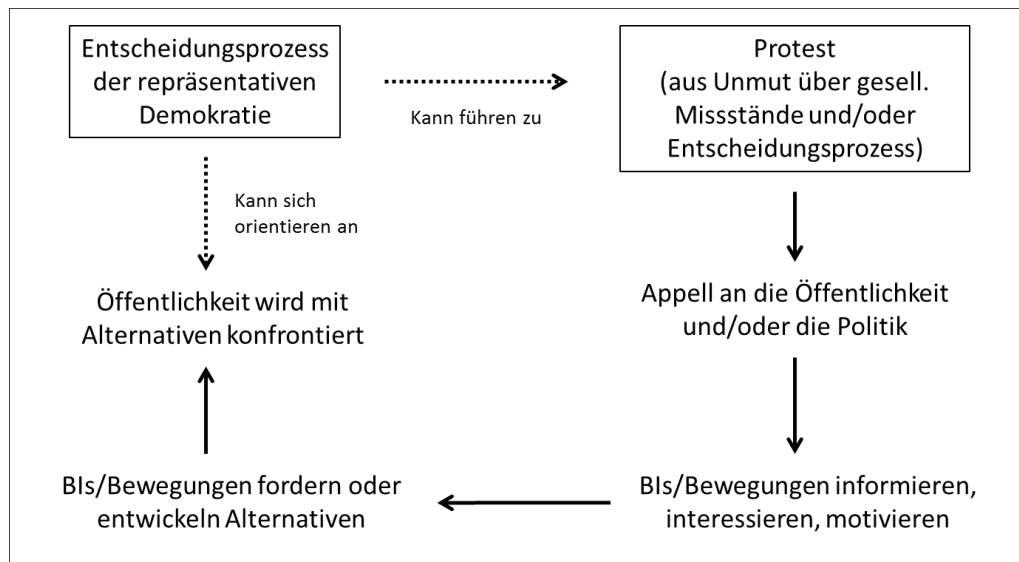 Entscheidungsprozess
der repräsentativen
Demokratie
Kann führen zu
Protest
(aus Unmut über gesell.
Missstände und/oder
Entscheidungsprozess)
Kann sich
orientieren an
Öffentlichkeit wird mit
Alternativen konfrontiert
Appell an die Öffentlichkeit
und/oder die Politik
BIs/Bewegungen fordern oder
entwickeln Alternativen
BIs/Bewegungen informieren,
interessieren, motivieren